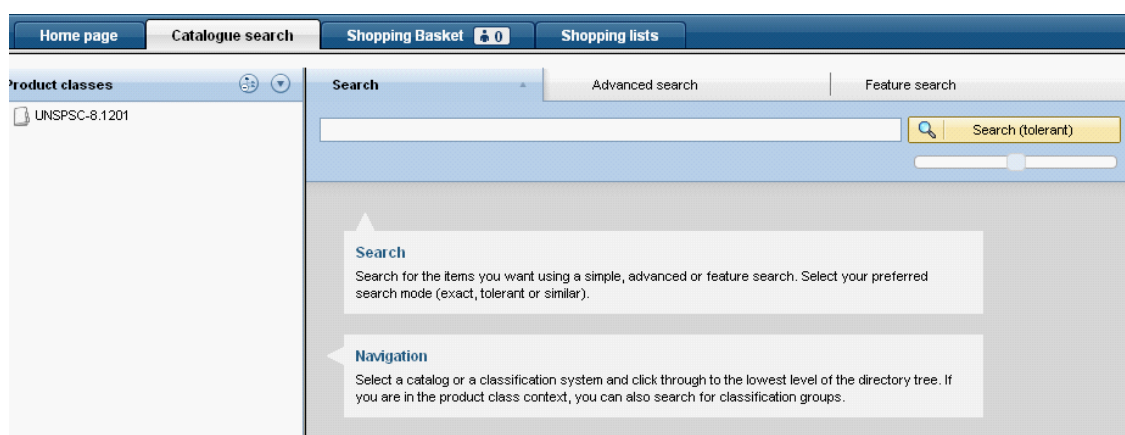 Home page
Catalogue search
Shopping Basket 0
Shopping lists
Product classes
UNSPSC-8.1201
Search
Advanced search
Feature search
Search (tolerant)
Search
Search for the items you want using a simple, advanced or feature search. Select your preferred
search mode (exact, tolerant or similar).
Navigation
Select a catalog or a classification system and click through to the lowest level of the directory tree. If
you are in the product class context, you can also search for classification groups.